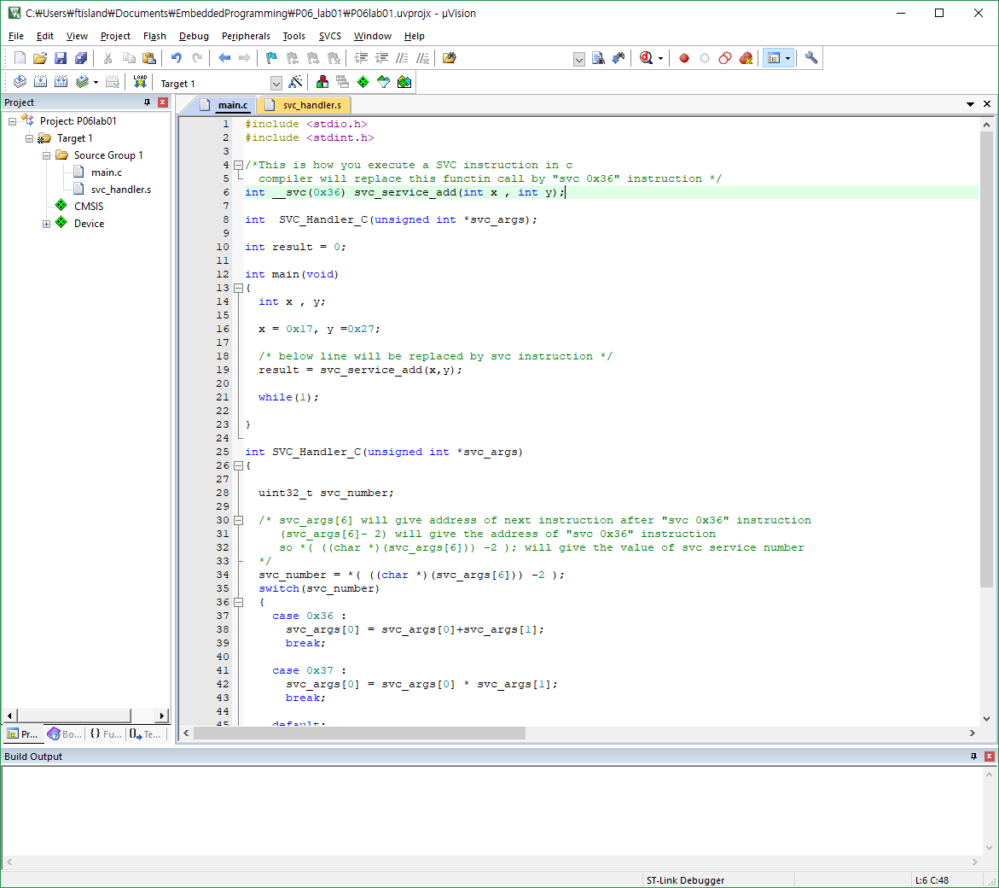 C:₩Users₩ftisland₩Documents₩EmbeddedProgramming₩P06_lab01₩P06lab01.uvprojx - µVision
File Edit View Project Flash Debug Peripherals Tools SVCS Window Help
LOAD Target 1
Project
Project: P06lab01
Target 1
Source Group 1
main.c
svc_handler.s
CMSIS
Device
Pr... Bo... {} Fu... Te...
main.c svc_handler.s
1 #include <stdio.h>
2 #include <stdint.h>
3
4 /*This is how you execute a SVC instruction in c
5 compiler will replace this functin call by "svc 0x36" instruction */
6 int __svc(0x36) svc_service_add(int x , int y);
7
8 int  SVC_Handler_C(unsigned int *svc_args);
9
10 int result = 0;
11
12 int main(void)
13 {
14 int x , y;
15
16 x = 0x17, y =0x27;
17
18 /* below line will be replaced by svc instruction */
19 result = svc_service_add(x,y);
20
21 while(1);
22
23 }
24
25 int SVC_Handler_C(unsigned int *svc_args)
26 {
27
28 uint32_t svc_number;
29
30 /* svc_args[6] will give address of next instruction after "svc 0x36" instruction
31 (svc_args[6]- 2) will give the address of "svc 0x36" instruction
32 so *( ((char *)(svc_args[6])) -2 ); will give the value of svc service number
33 */
34 svc_number = *( ((char *)(svc_args[6])) -2 );
35 switch(svc_number)
36 {
37 case 0x36 :
38 svc_args[0] = svc_args[0]+svc_args[1];
39 break;
40
41 case 0x37 :
42 svc_args[0] = svc_args[0] * svc_args[1];
43 break;
44
45 default:
Build Output
ST-Link Debugger L:6 C:48